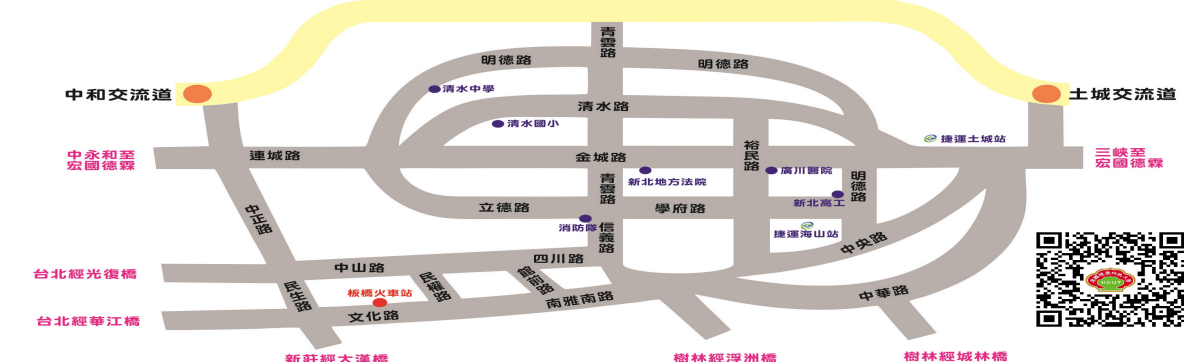 青雲路
明德路
明德路
中和交流道
清水中學
土城交流道
清水路
清水國小
捷運土城站
中永和至
宏國德霖
連城路
金城路
裕民路
三峽至
宏國德霖
新北地方法院
廣川醫院
青雲路
明德路
新北高工
中正路
立德路
學府路
消防隊
信義路
捷運海山站
中央路
四川路
中山路
台北經光復橋
民生路
民權路
館前路
板橋火車站
南雅南路
中華路
文化路
台北經華江橋
新莊經大漢橋
樹林經浮洲橋
樹林經城林橋
HDUT